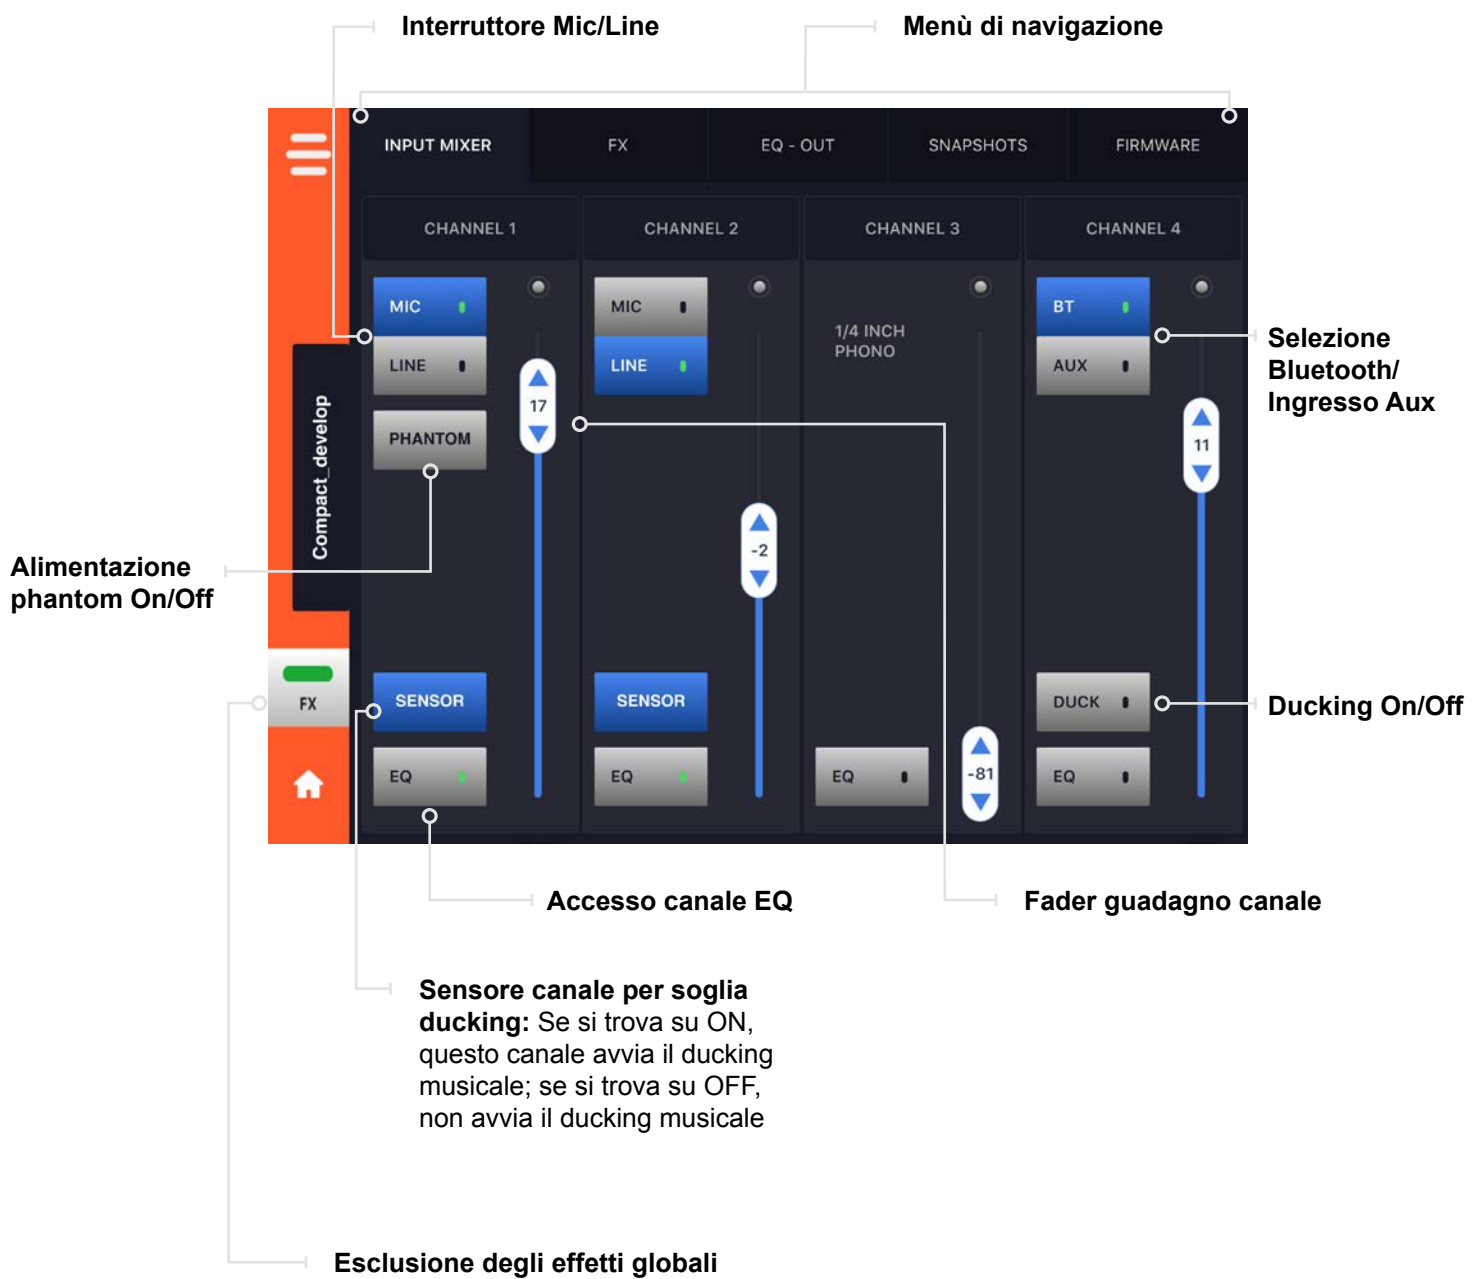 Interruttore Mic/Line
Menù di navigazione
INPUT MIXER
FX
EQ - OUT
SNAPSHOTS
FIRMWARE
CHANNEL 1
CHANNEL 2
CHANNEL 3
CHANNEL 4
MIC
LINE
PHANTOM
17
SENSOR
EQ
MIC
LINE
-2
SENSOR
EQ
1/4 INCH
PHONO
EQ
-81
BT
AUX
11
DUCK
EQ
Compact_develop
FX
Selezione
Bluetooth/
Ingresso Aux
Alimentazione
phantom On/Off
Ducking On/Off
Accesso canale EQ
Fader guadagno canale
Sensore canale per soglia
ducking: Se si trova su ON,
questo canale avvia il ducking
musicale; se si trova su OFF,
non avvia il ducking musicale
Esclusione degli effetti globali